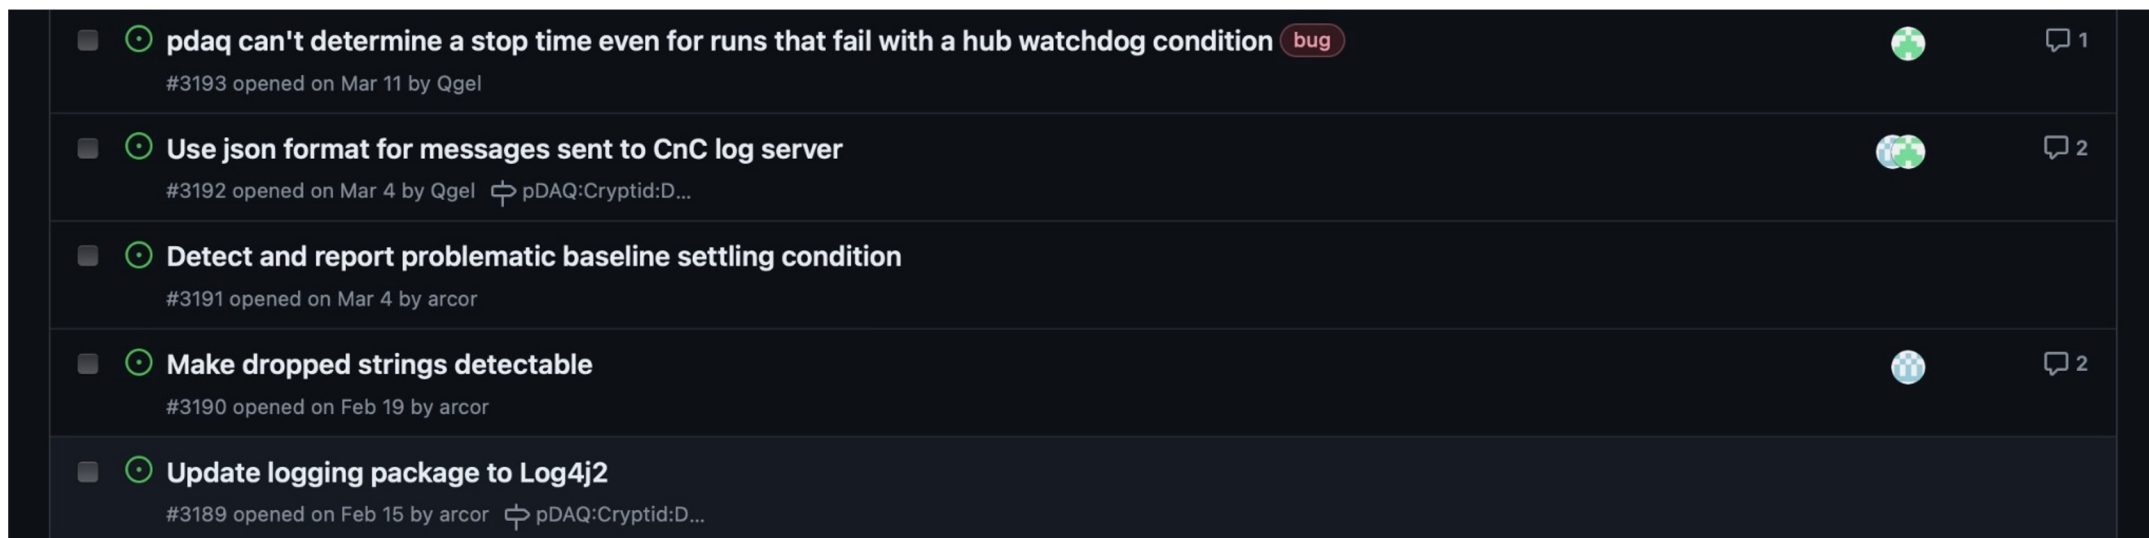 pdaq can't determine a stop time even for runs that fail with a hub watchdog condition bug 1
#3193 opened on Mar 11 by Qgel
Use json format for messages sent to CnC log server 2
#3192 opened on Mar 4 by Qgel pDAQ:Cryptid:D...
Detect and report problematic baseline settling condition
#3191 opened on Mar 4 by arcor
Make dropped strings detectable 2
#3190 opened on Feb 19 by arcor
Update logging package to Log4j2
#3189 opened on Feb 15 by arcor pDAQ:Cryptid:D...